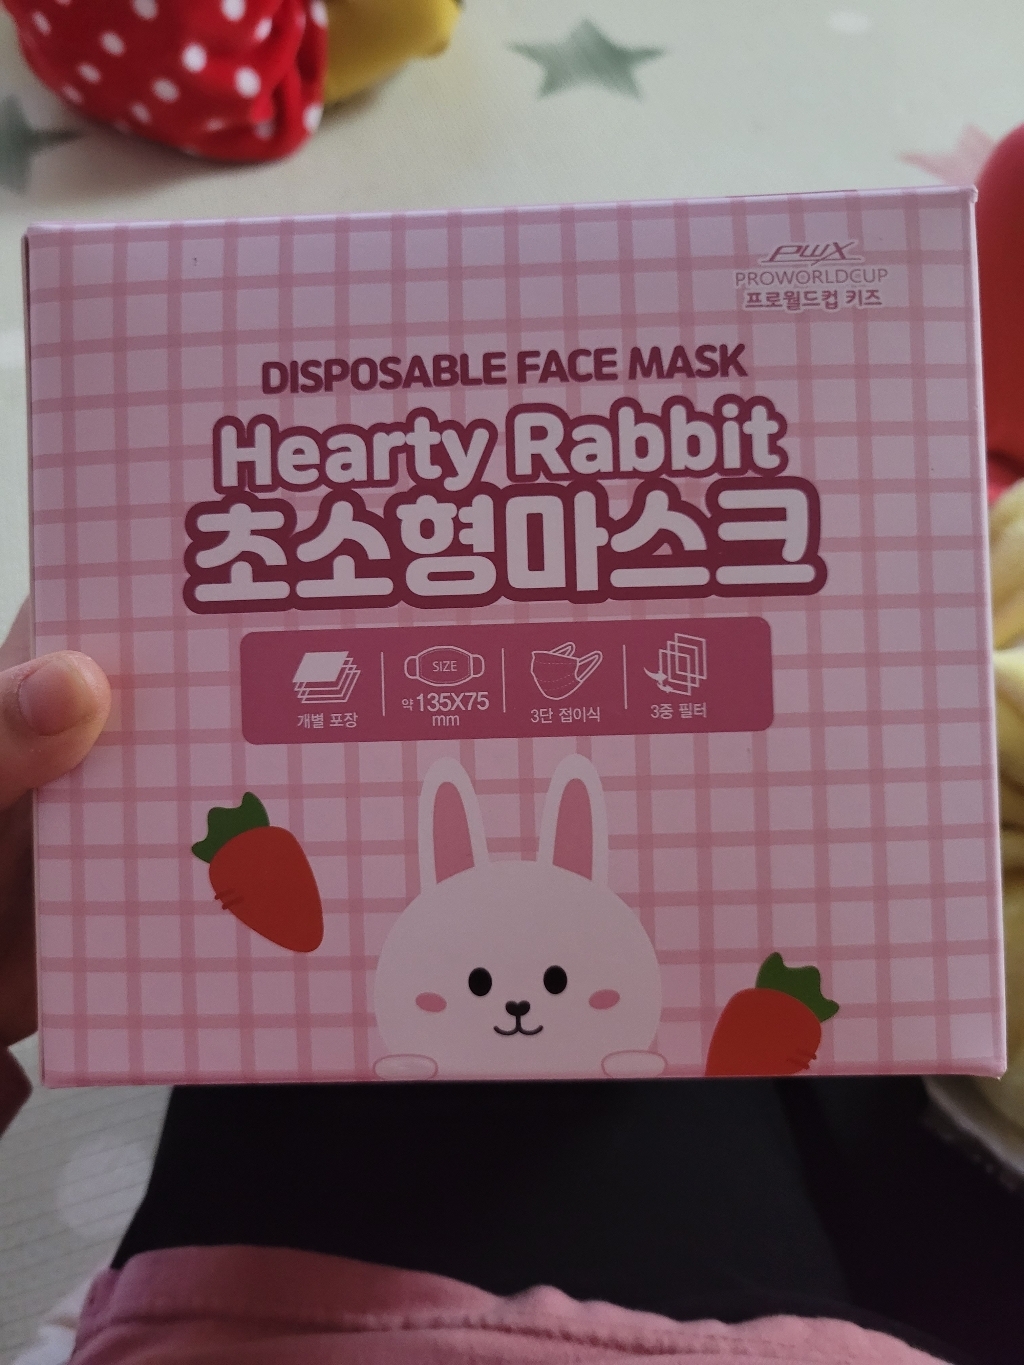 PWX
PROWORLDCUP
프로월드컵 키즈
DISPOSABLE FACE MASK
Hearty Rabbit
초소형마스크
개별 포장
SIZE
약 135X75
mm
3단 접이식
3중 필터